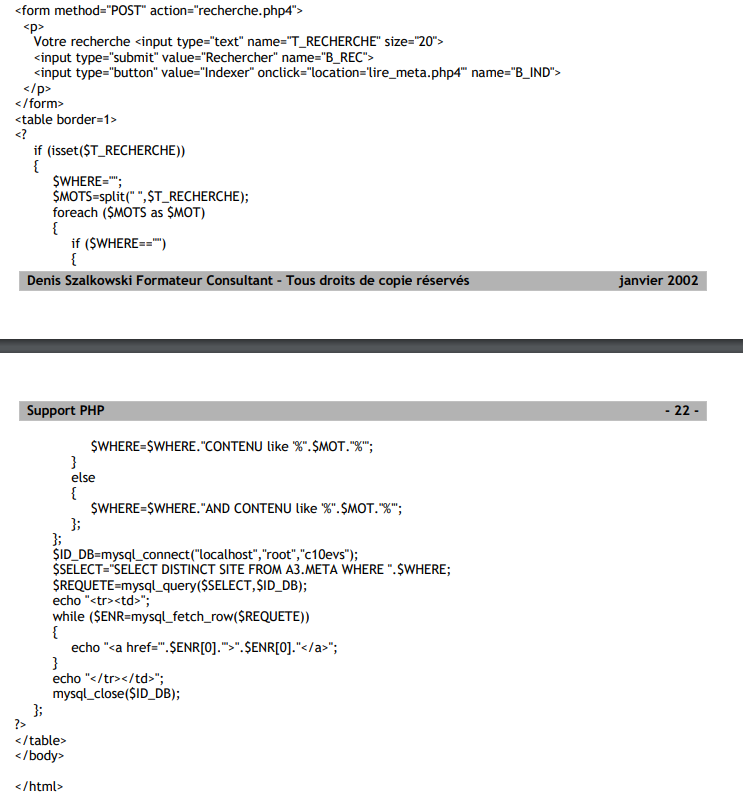 <form method="POST" action="recherche.php4">
<p>
Votre recherche <input type="text" name="T_RECHERCHE" size="20">
<input type="submit" value="Rechercher" name="B_REC">
<input type="button" value="Indexer" onclick="location='lire_meta.php4'" name="B_IND">
</p>
</form>
<table border=1>
<?
if (isset($T_RECHERCHE))
{
$WHERE="";
$MOTS=split(" ",$T_RECHERCHE);
foreach ($MOTS as $MOT)
{
if ($WHERE=="")
{
Denis Szalkowski Formateur Consultant - Tous droits de copie réservés janvier 2002
Support PHP - 22 -
$WHERE=$WHERE."CONTENU like '%".$MOT."%'";
}
else
{
$WHERE=$WHERE."AND CONTENU like '%".$MOT."%'";
};
};
$ID_DB=mysql_connect("localhost","root","c10evs");
$SELECT="SELECT DISTINCT SITE FROM A3.META WHERE ".$WHERE;
$REQUETE=mysql_query($SELECT,$ID_DB);
echo "<tr><td>";
while ($ENR=mysql_fetch_row($REQUETE))
{
echo "<a href='".$ENR[0]."'>".$ENR[0]."</a>";
}
echo "</tr></td>";
mysql_close($ID_DB);
};
?>
</table>
</body>
</html>